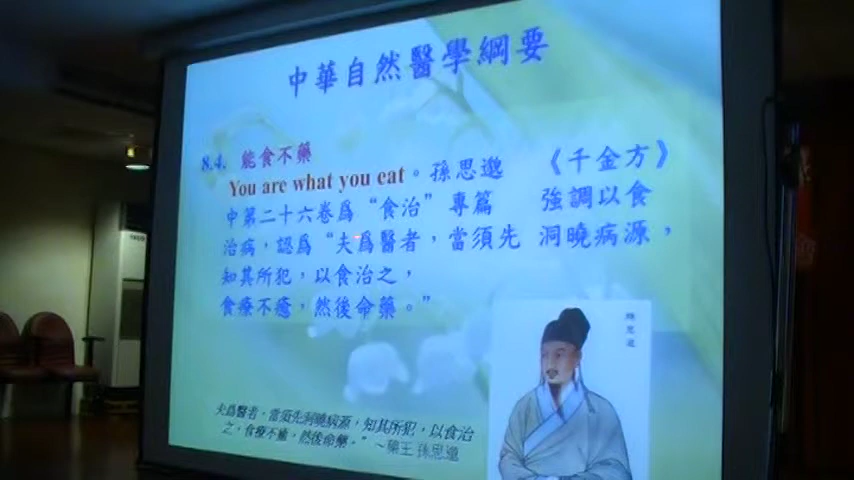 中華自然醫學綱要
8.4. 能食不藥
You are what you eat。孫思邈 《千金方》
中第二十六卷為“食治”專篇 強調以食
治病，認為“夫為醫者，當須先 洞曉病源，
知其所犯，以食治之，
食療不癒，然後命藥。”
孫思邈
夫為醫者，當須先洞曉病源，知其所犯，以食治
之，食療不癒，然後命藥。”～藥王 孫思邈